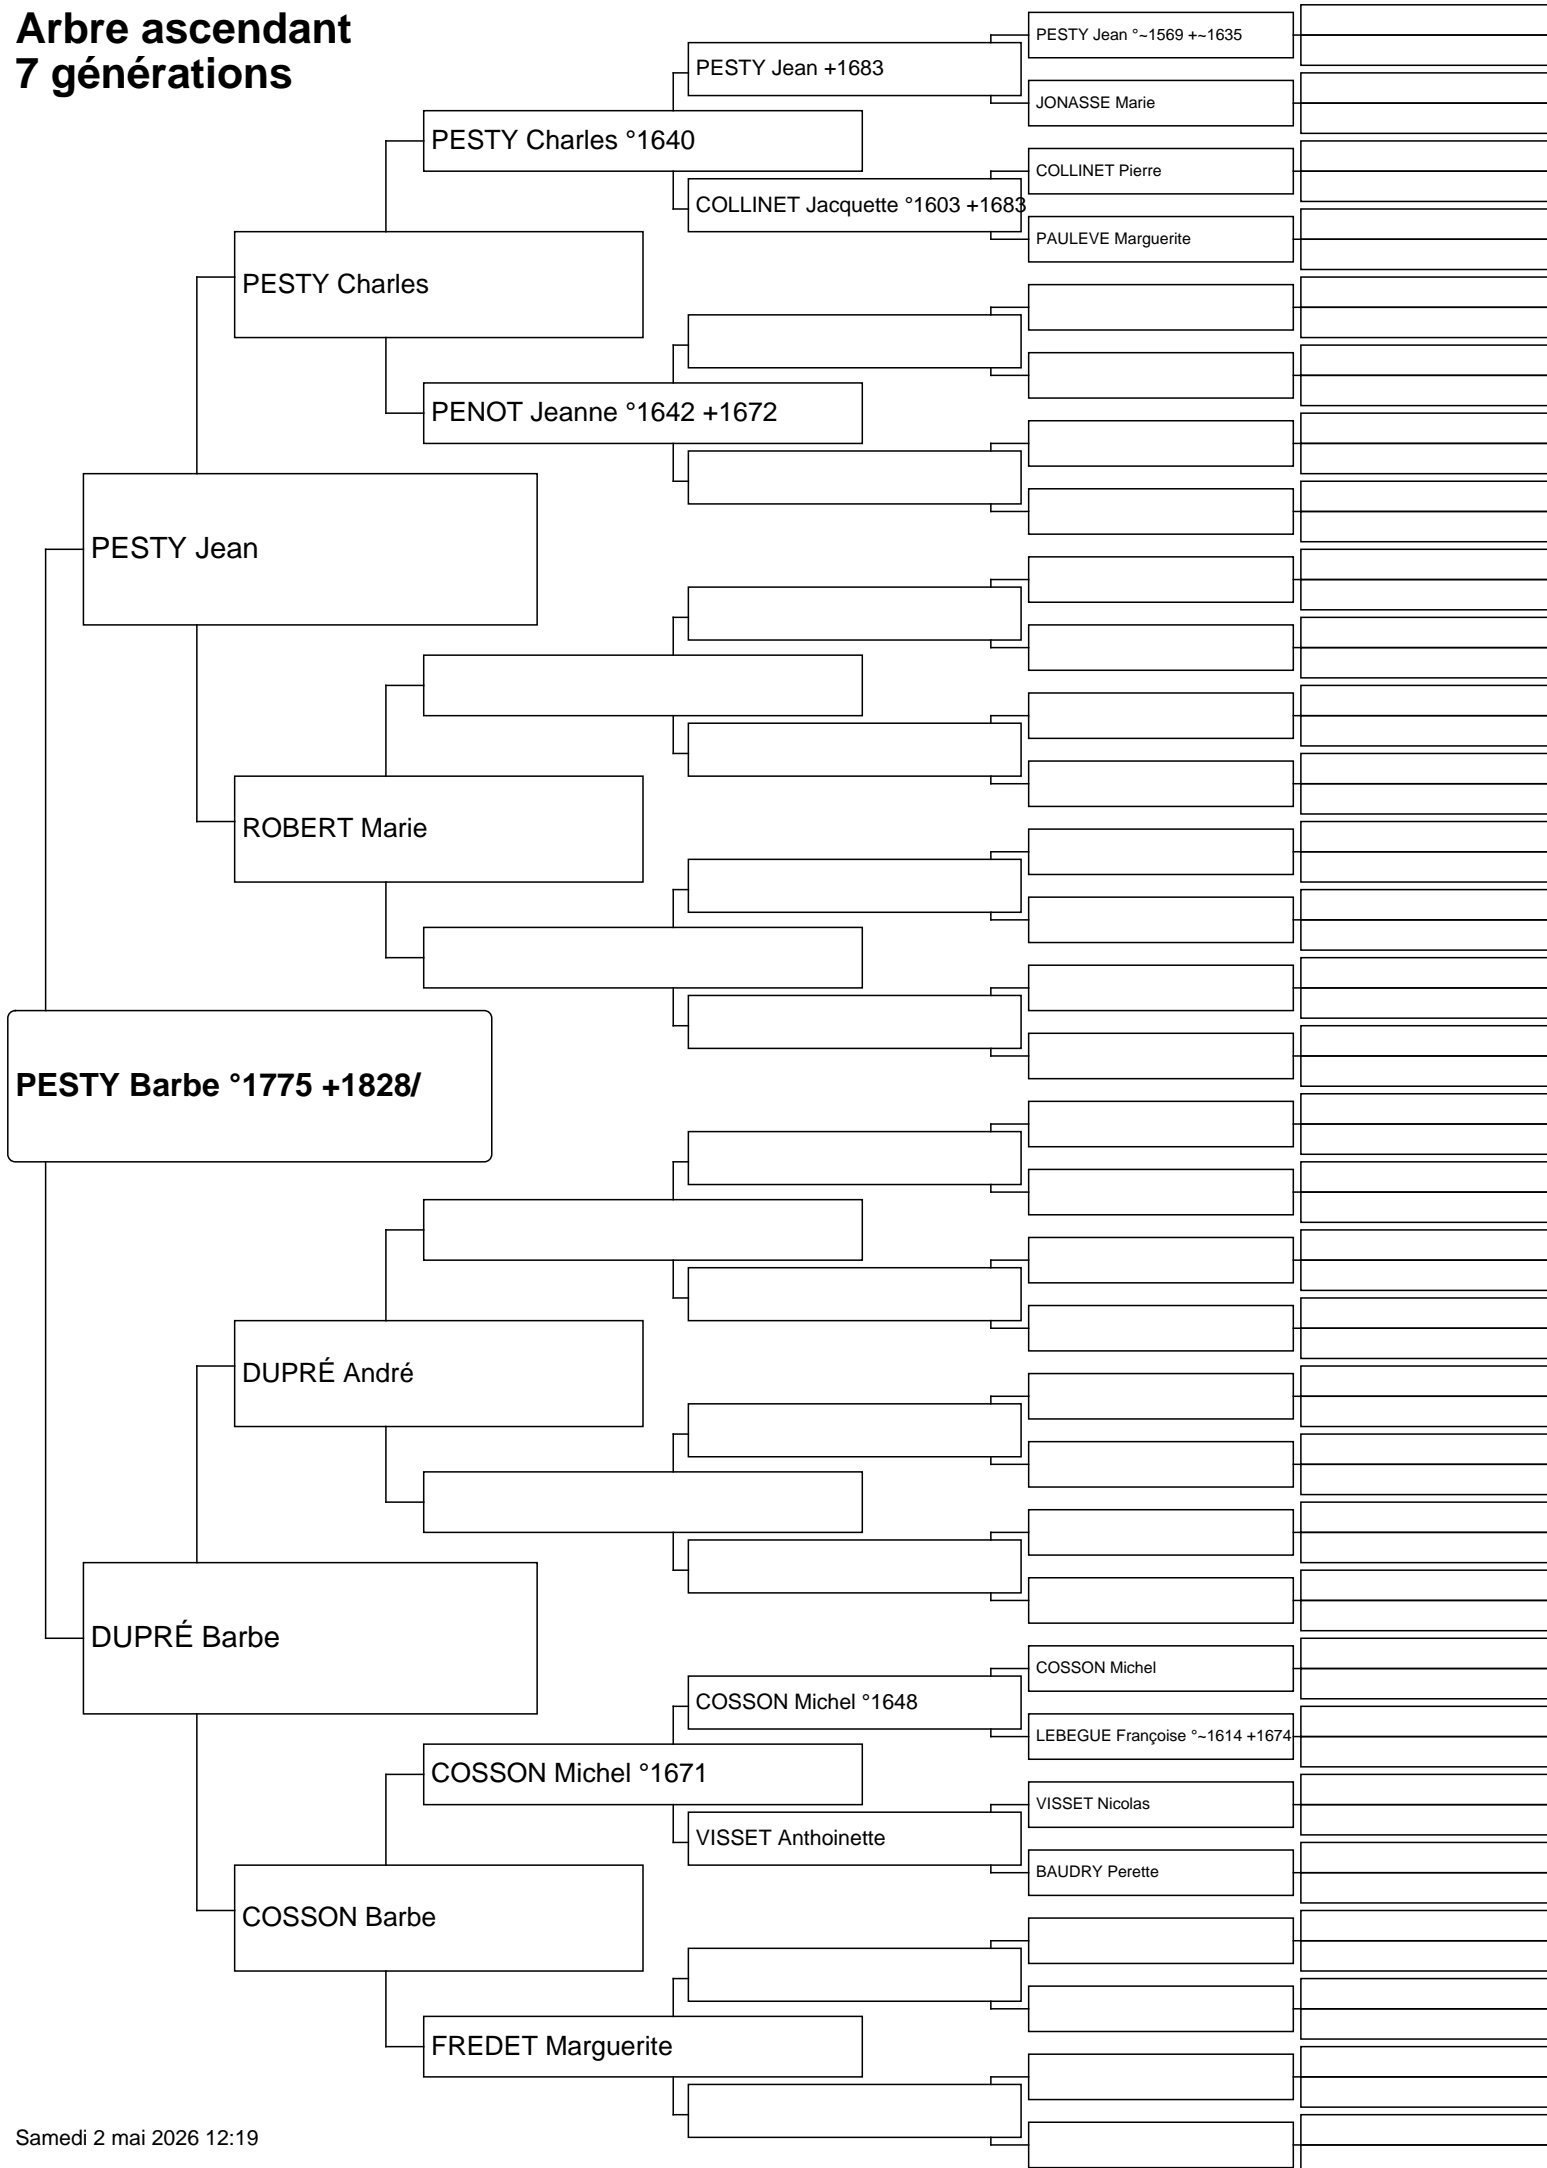 Arbre ascendant
7 générations
PESTY Jean °~1569 +~1635
PESTY Jean +1683
JONASSE Marie
PESTY Charles °1640
COLLINET Pierre
COLLINET Jacquette °1603 +1683
PAULEVE Marguerite
PESTY Charles
PENOT Jeanne °1642 +1672
PESTY Jean
ROBERT Marie
PESTY Barbe °1775 +1828/
DUPRÉ André
DUPRÉ Barbe
COSSON Michel
COSSON Michel °1648
LEBEGUE Françoise °~1614 +1674
COSSON Michel °1671
VISSET Nicolas
VISSET Anthoinette
BAUDRY Perette
COSSON Barbe
FREDET Marguerite
Samedi 2 mai 2026 12:19